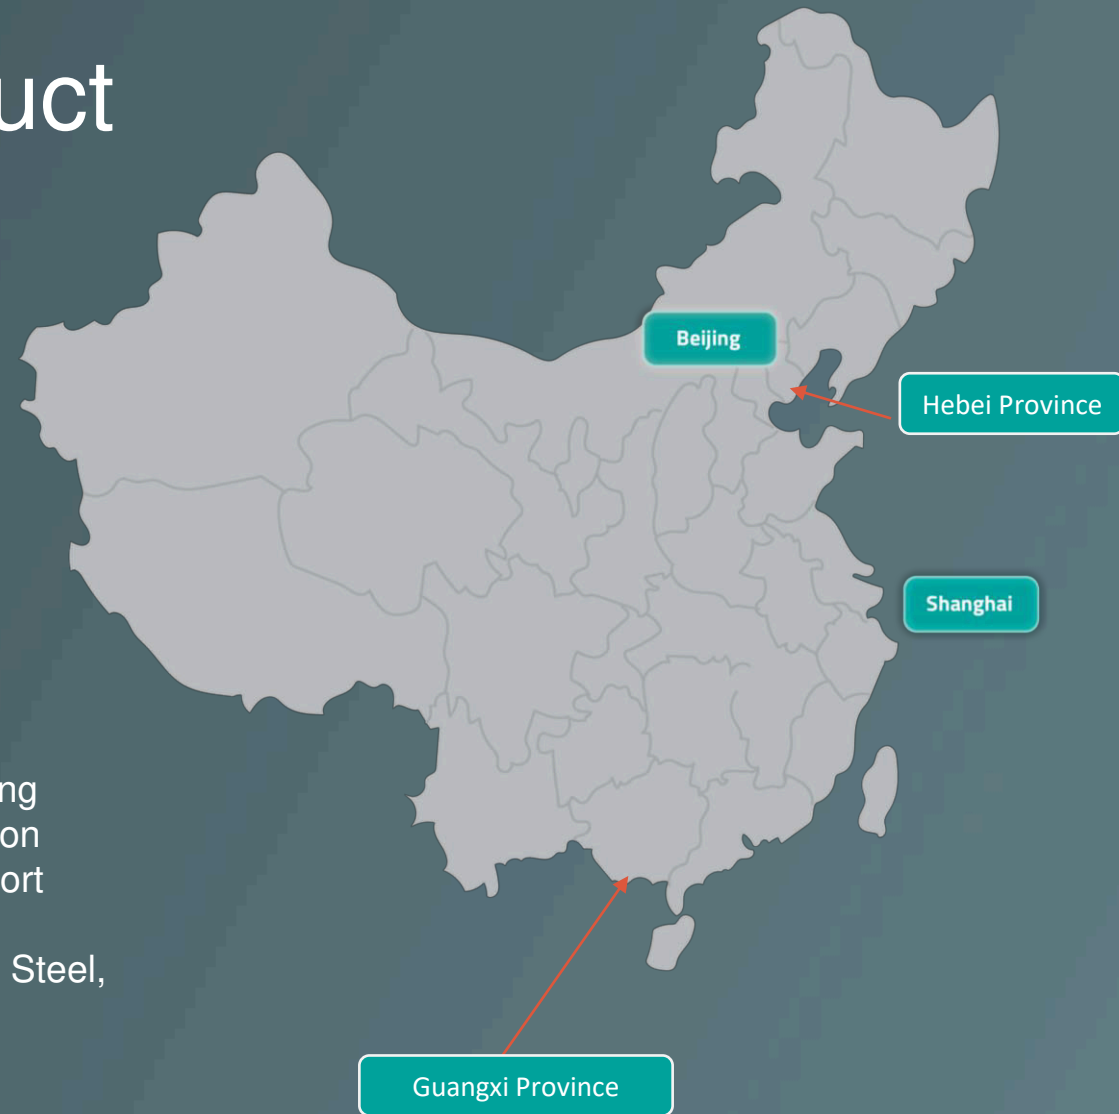 uct
Beijing
Hebei Province
Shanghai
ng
on
ort
Steel,
Guangxi Province